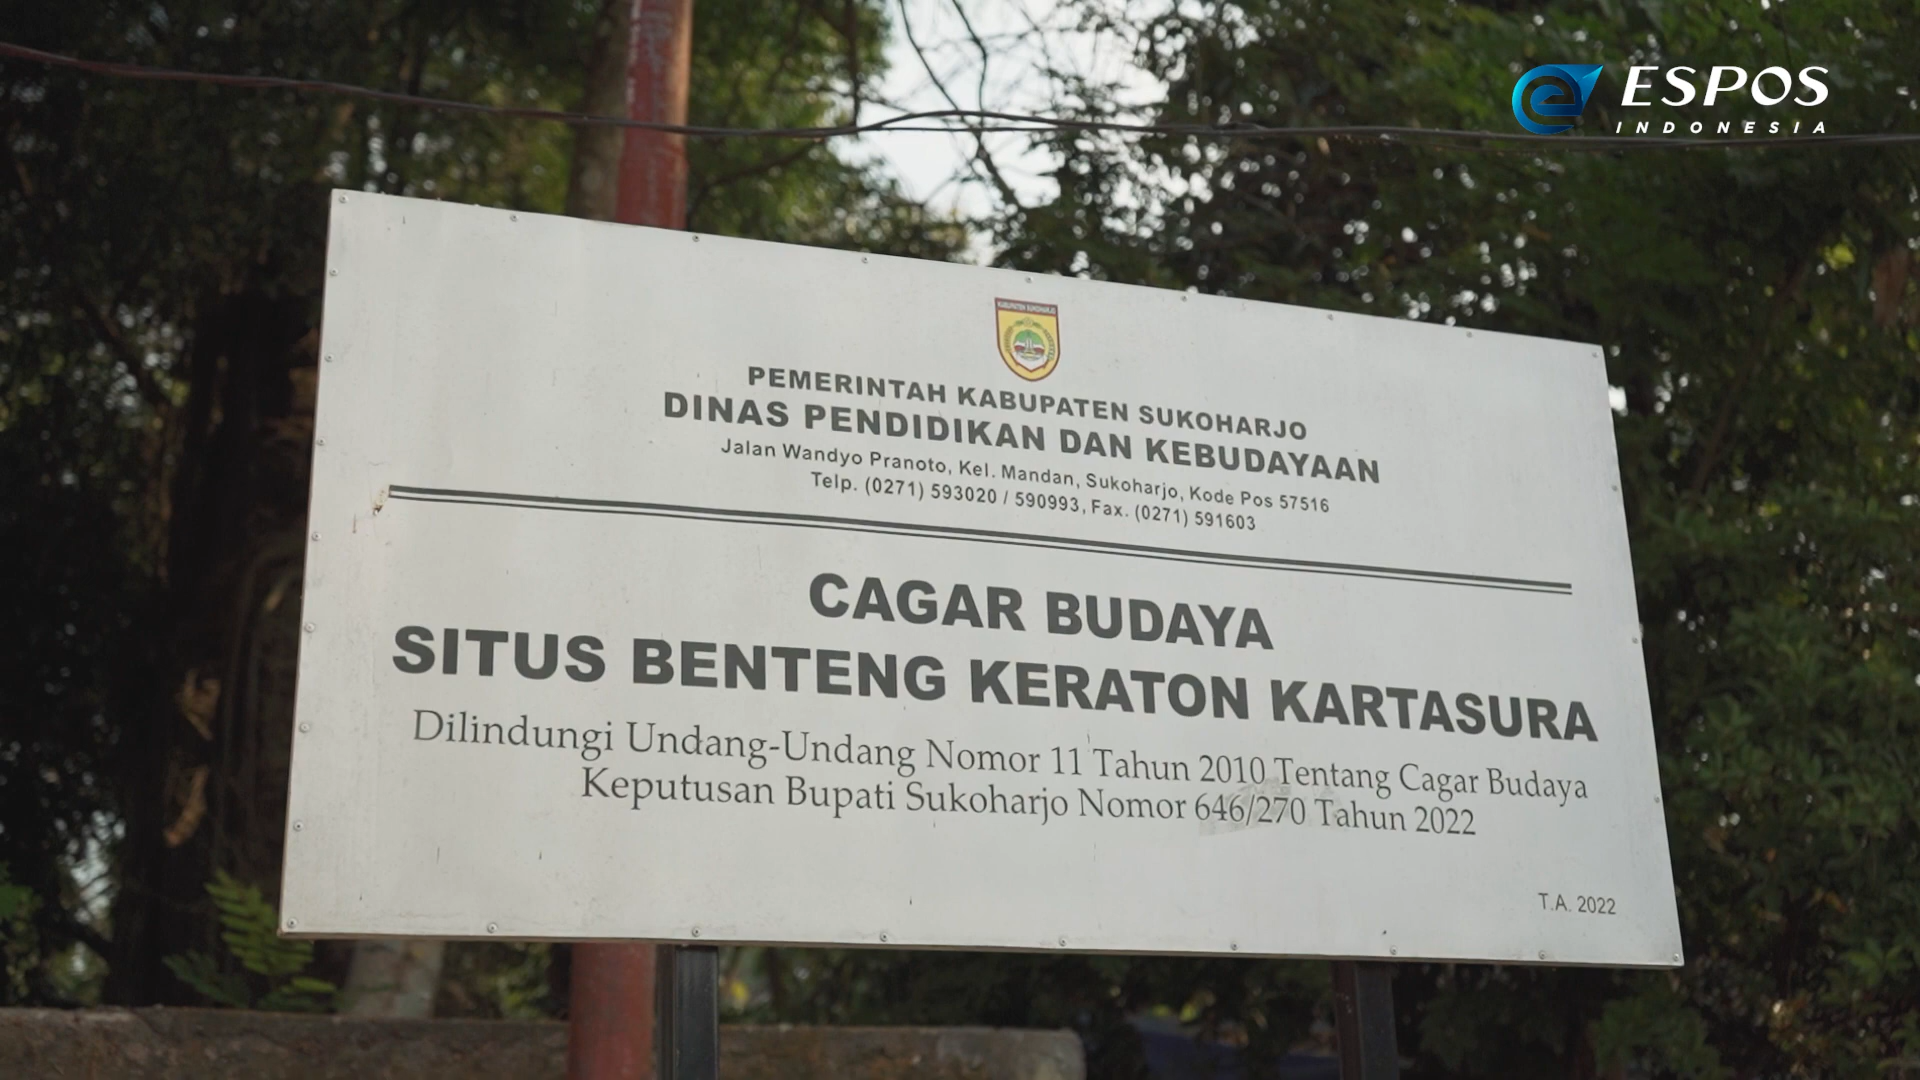 ESPOS
INDONESIA
KABUPATEN SUKOHARJO
PEMERINTAH KABUPATEN SUKOHARJO
DINAS PENDIDIKAN DAN KEBUDAYAAN
Jalan Wandyo Pranoto, Kel. Mandan, Sukoharjo, Kode Pos 57516
Telp. (0271) 593020 / 590993, Fax. (0271) 591603
CAGAR BUDAYA
SITUS BENTENG KERATON KARTASURA
Dilindungi Undang-Undang Nomor 11 Tahun 2010 Tentang Cagar Budaya
Keputusan Bupati Sukoharjo Nomor 646/270 Tahun 2022
T.A. 2022